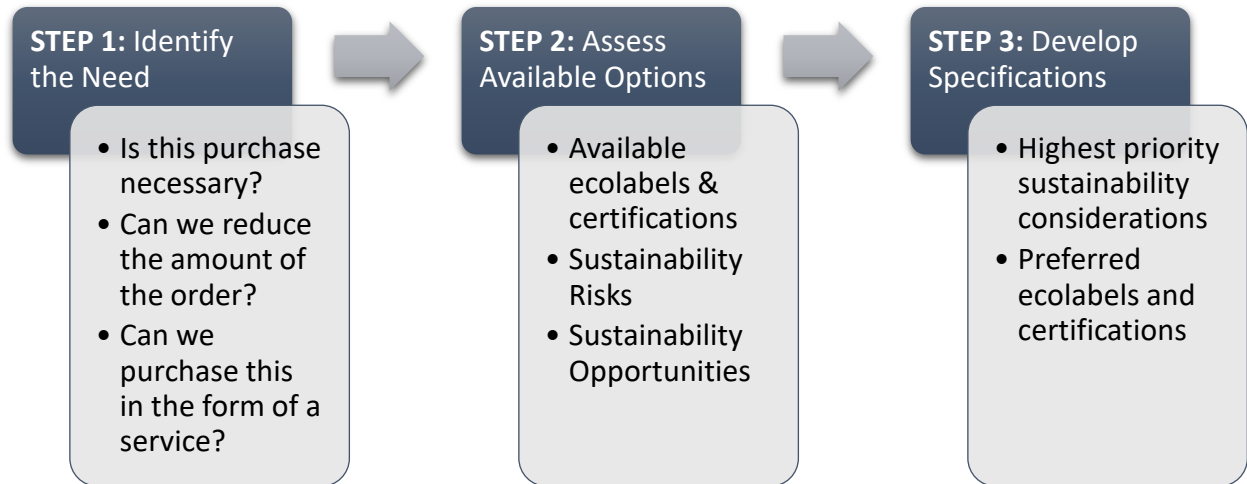 STEP 1: Identify
the Need
• Is this purchase
necessary?
• Can we reduce
the amount of
the order?
• Can we
purchase this
in the form of a
service?
STEP 2: Assess
Available Options
• Available
ecolabels &
certifications
• Sustainability
Risks
• Sustainability
Opportunities
STEP 3: Develop
Specifications
• Highest priority
sustainability
considerations
• Preferred
ecolabels and
certifications